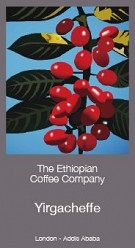 The Ethiopian
Coffee Company
Yirgacheffe
London - Addis Ababa